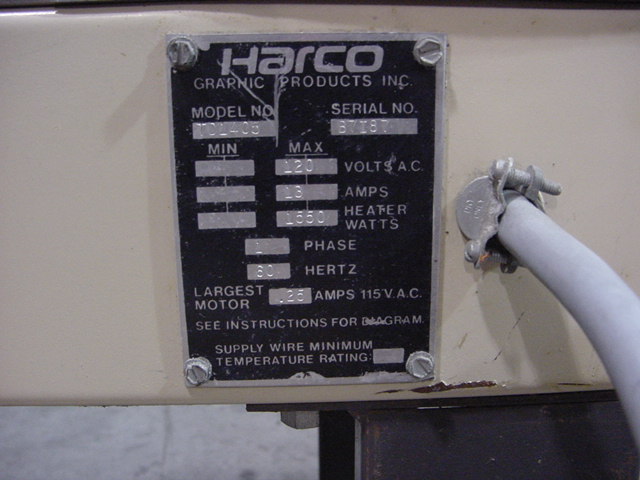 Harco
GRAPHIC PRODUCTS INC.
MODEL NO. SERIAL NO.
MIN MAX
120 VOLTS A.C.
13 AMPS
1550 HEATER WATTS
1 PHASE
60 HERTZ
LARGEST MOTOR .25 AMPS 115 V.A.C.
SEE INSTRUCTIONS FOR DIAGRAM
SUPPLY WIRE MINIMUM
TEMPERATURE RATING: